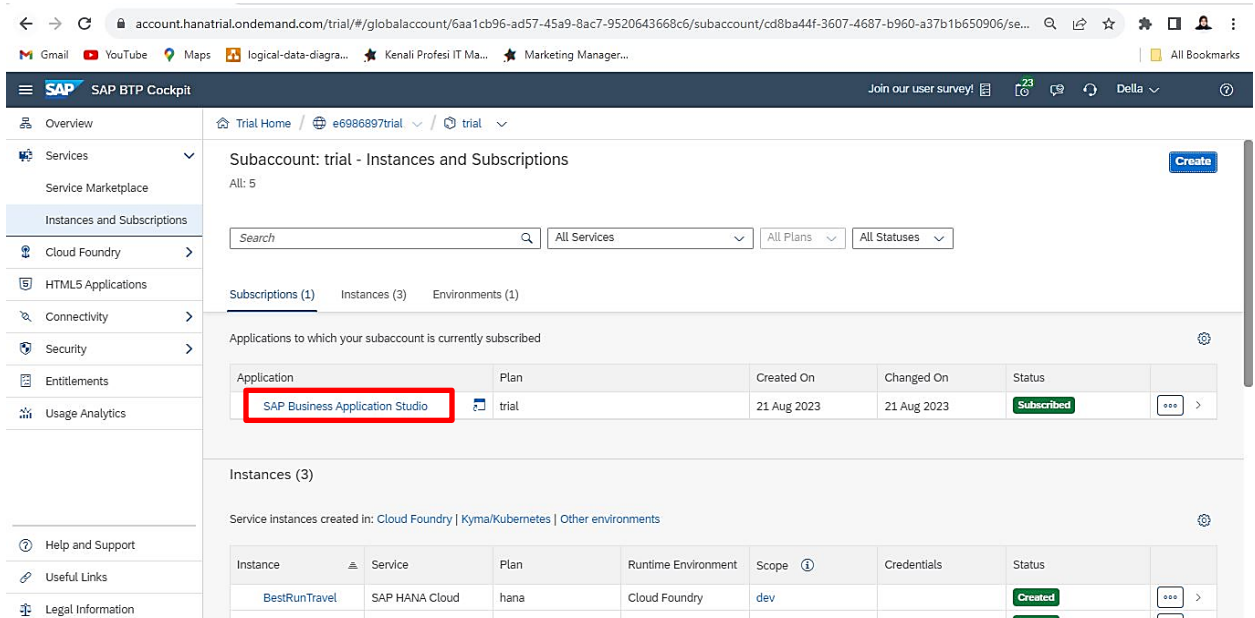 account.hanatrial.ondemand.com/trial/#/globalaccount/6aa1cb96-ad57-45a9-8ac7-9520643668c6/subaccount/cd8ba44f-3607-4687-b960-a37b1b650906/se...
Gmail YouTube Maps logical-data-diagra... Kenali Profesi IT Ma... Marketing Manager... All Bookmarks
SAP SAP BTP Cockpit Join our user survey! 23 Della
Overview
Trial Home / e6986897trial / trial
Services
Service Marketplace
Instances and Subscriptions
Cloud Foundry
HTML5 Applications
Connectivity
Security
Entitlements
Usage Analytics
Help and Support
Useful Links
Legal Information
Subaccount: trial - Instances and Subscriptions Create
All: 5
Search All Services All Plans All Statuses
Subscriptions (1) Instances (3) Environments (1)
Applications to which your subaccount is currently subscribed
Application Plan Created On Changed On Status
SAP Business Application Studio trial 21 Aug 2023 21 Aug 2023 Subscribed
Instances (3)
Service instances created in: Cloud Foundry | Kyma/Kubernetes | Other environments
Instance Service Plan Runtime Environment Scope Credentials Status
BestRunTravel SAP HANA Cloud hana Cloud Foundry dev Created